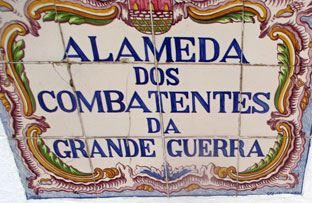 ALAMEDA
DOS
COMBATENTES
DA
GRANDE GUERRA